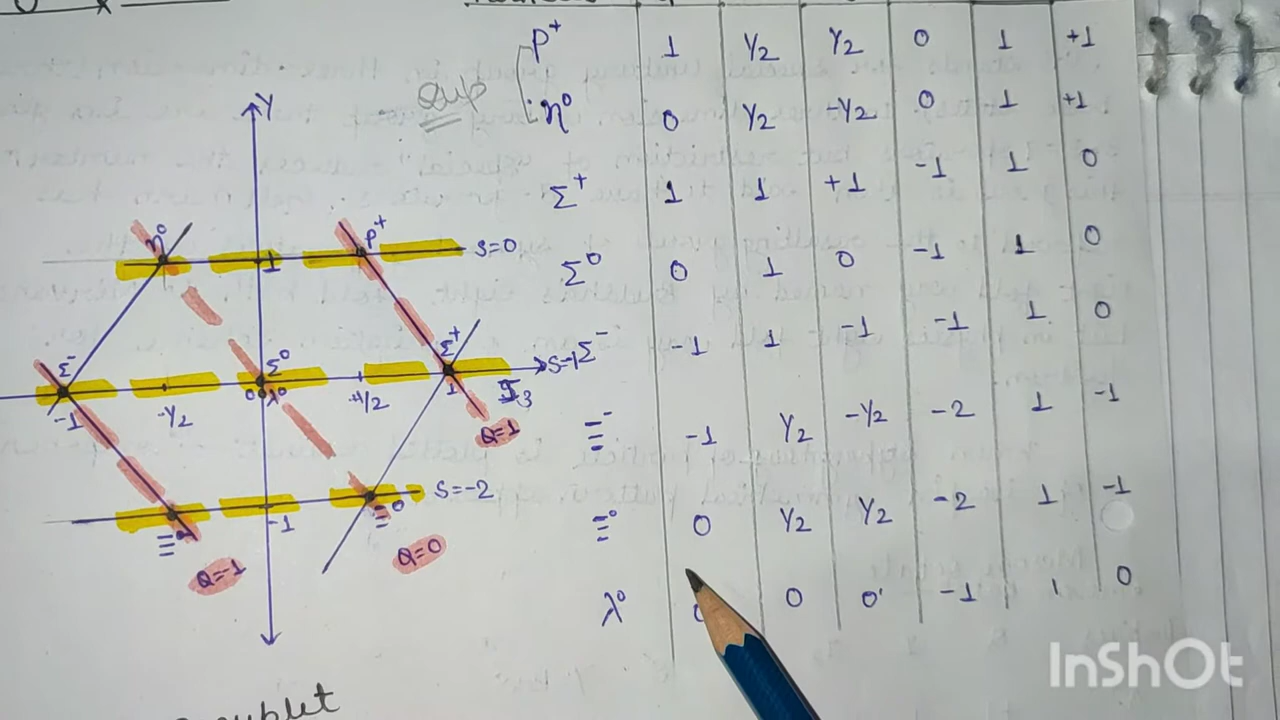 Y
n⁰
P⁺
S=0
1
Σ⁻
Σ⁰
Σ⁺
S=-1
-1
-1/2
0
λ⁰
+1/2
1
I₃
Q=1
S=-2
-1
Ξ⁰
Q=-1
Q=0
P⁺ 1 1/2 1/2 0 1 +1
n⁰ 0 1/2 -1/2 0 1 +1
Σ⁺ 1 1 +1 -1 1 0
Σ⁰ 0 1 0 -1 1 0
Σ⁻ -1 1 -1 -1 1 0
Ξ⁻ -1 1/2 -1/2 -2 1 -1
Ξ⁰ 0 1/2 1/2 -2 1 -1
λ⁰ 0 0 0 -1 1 0
InShOt